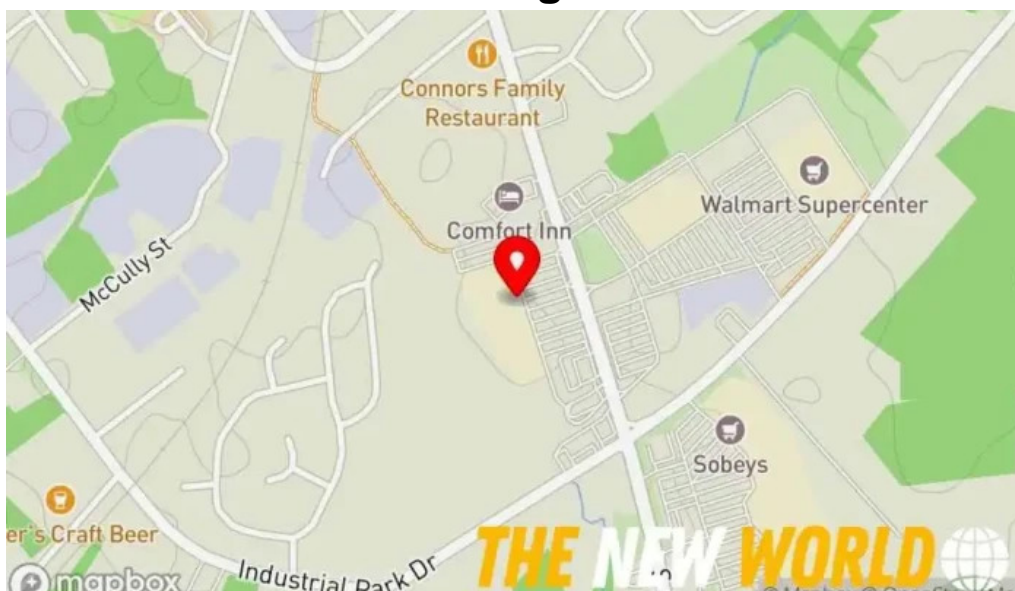 Connors Family
Restaurant
Walmart Supercenter
Comfort Inn
McCully St
Sobeys
er's Craft Beer
THE NEW WORLD
Industrial Park Dr
mapbox